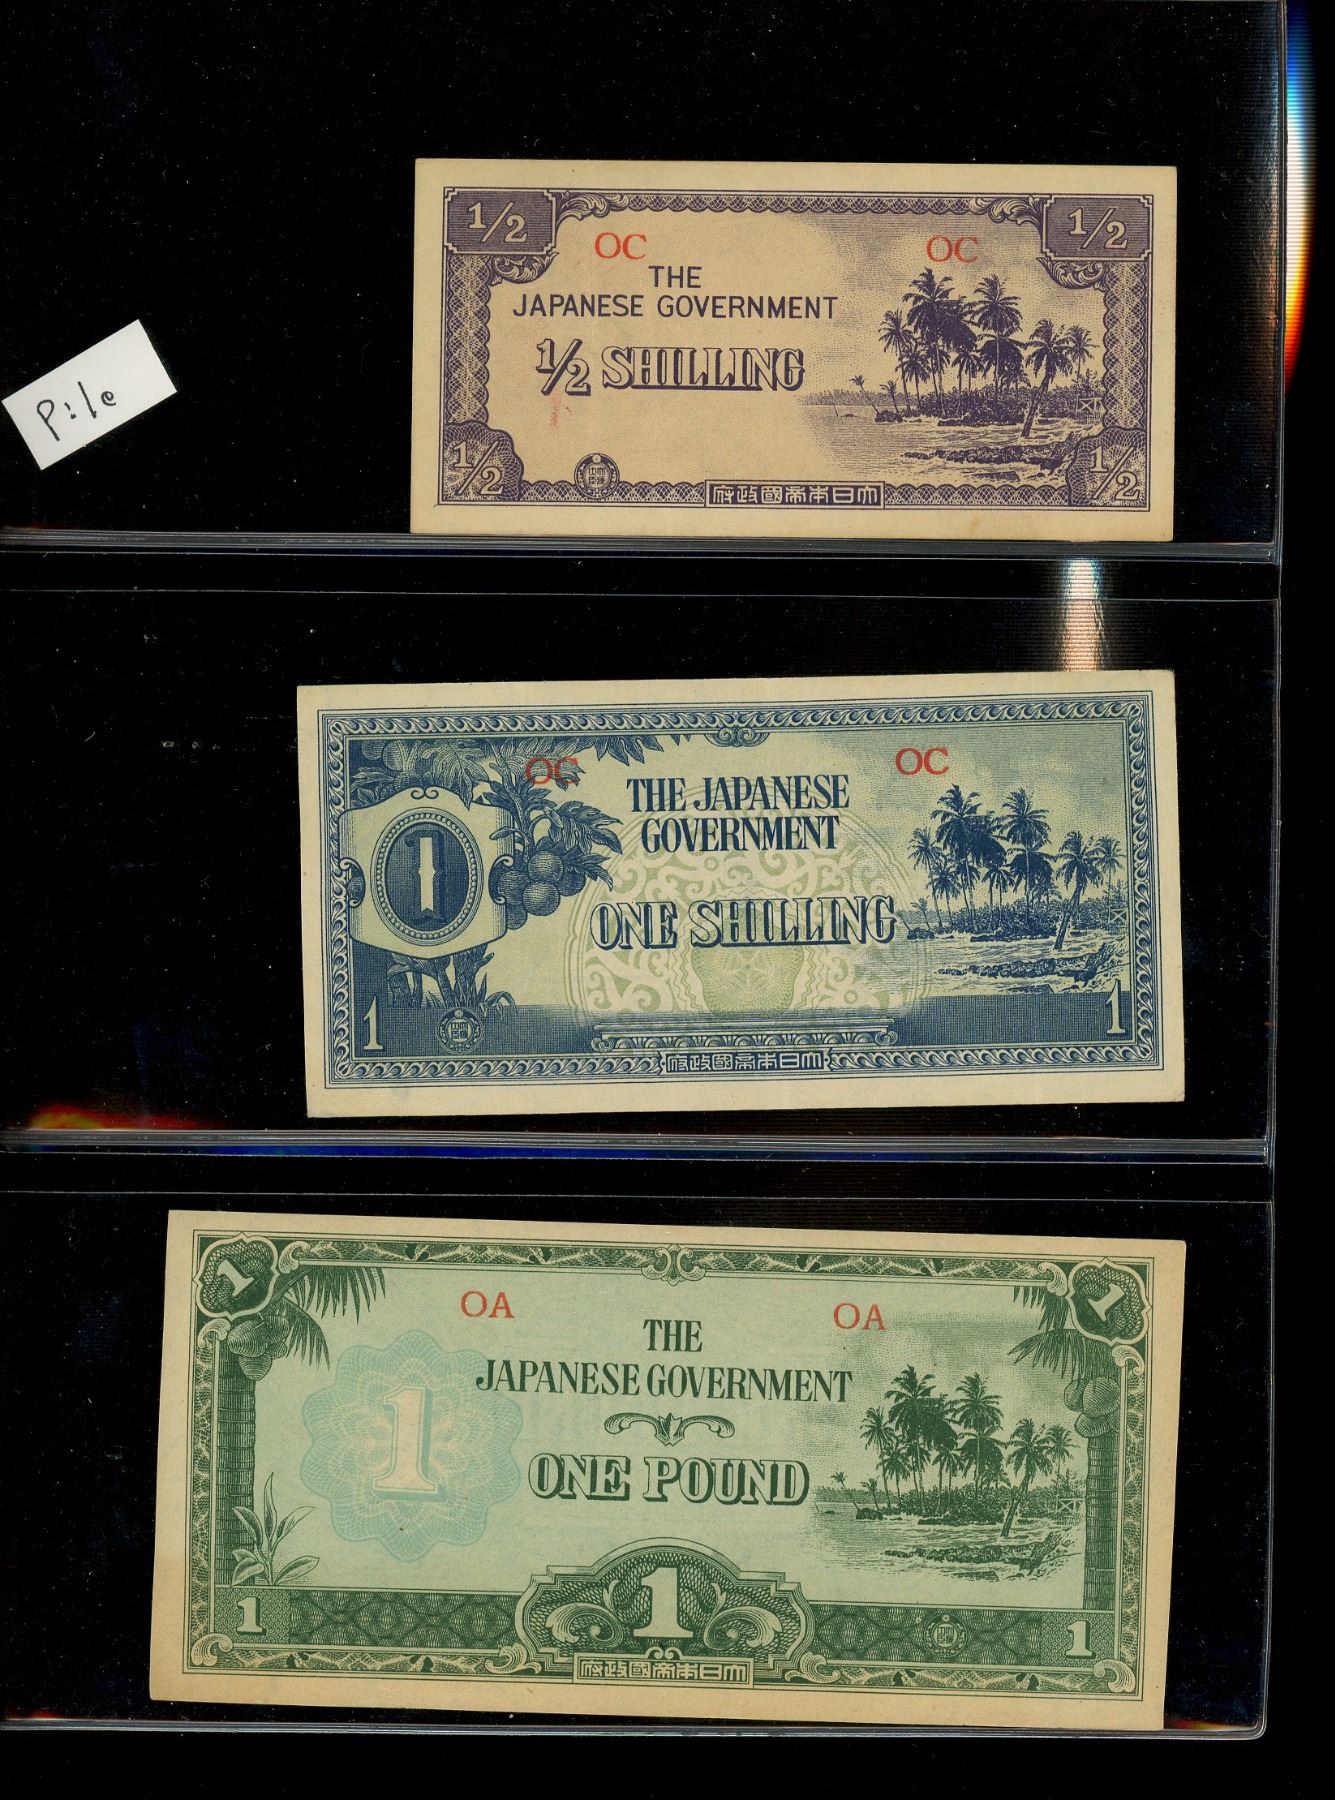 Pile
1/2 1/2
OC OC
THE
JAPANESE GOVERNMENT
1/2 SHILLING
1/2 1/2
府政國帝本日大
OC OC
THE JAPANESE
GOVERNMENT
1
ONE SHILLING
1 1
府政國帝本日大
1 1
OA OA
THE
JAPANESE GOVERNMENT
1
ONE POUND
1
1 1
府政國帝本日大